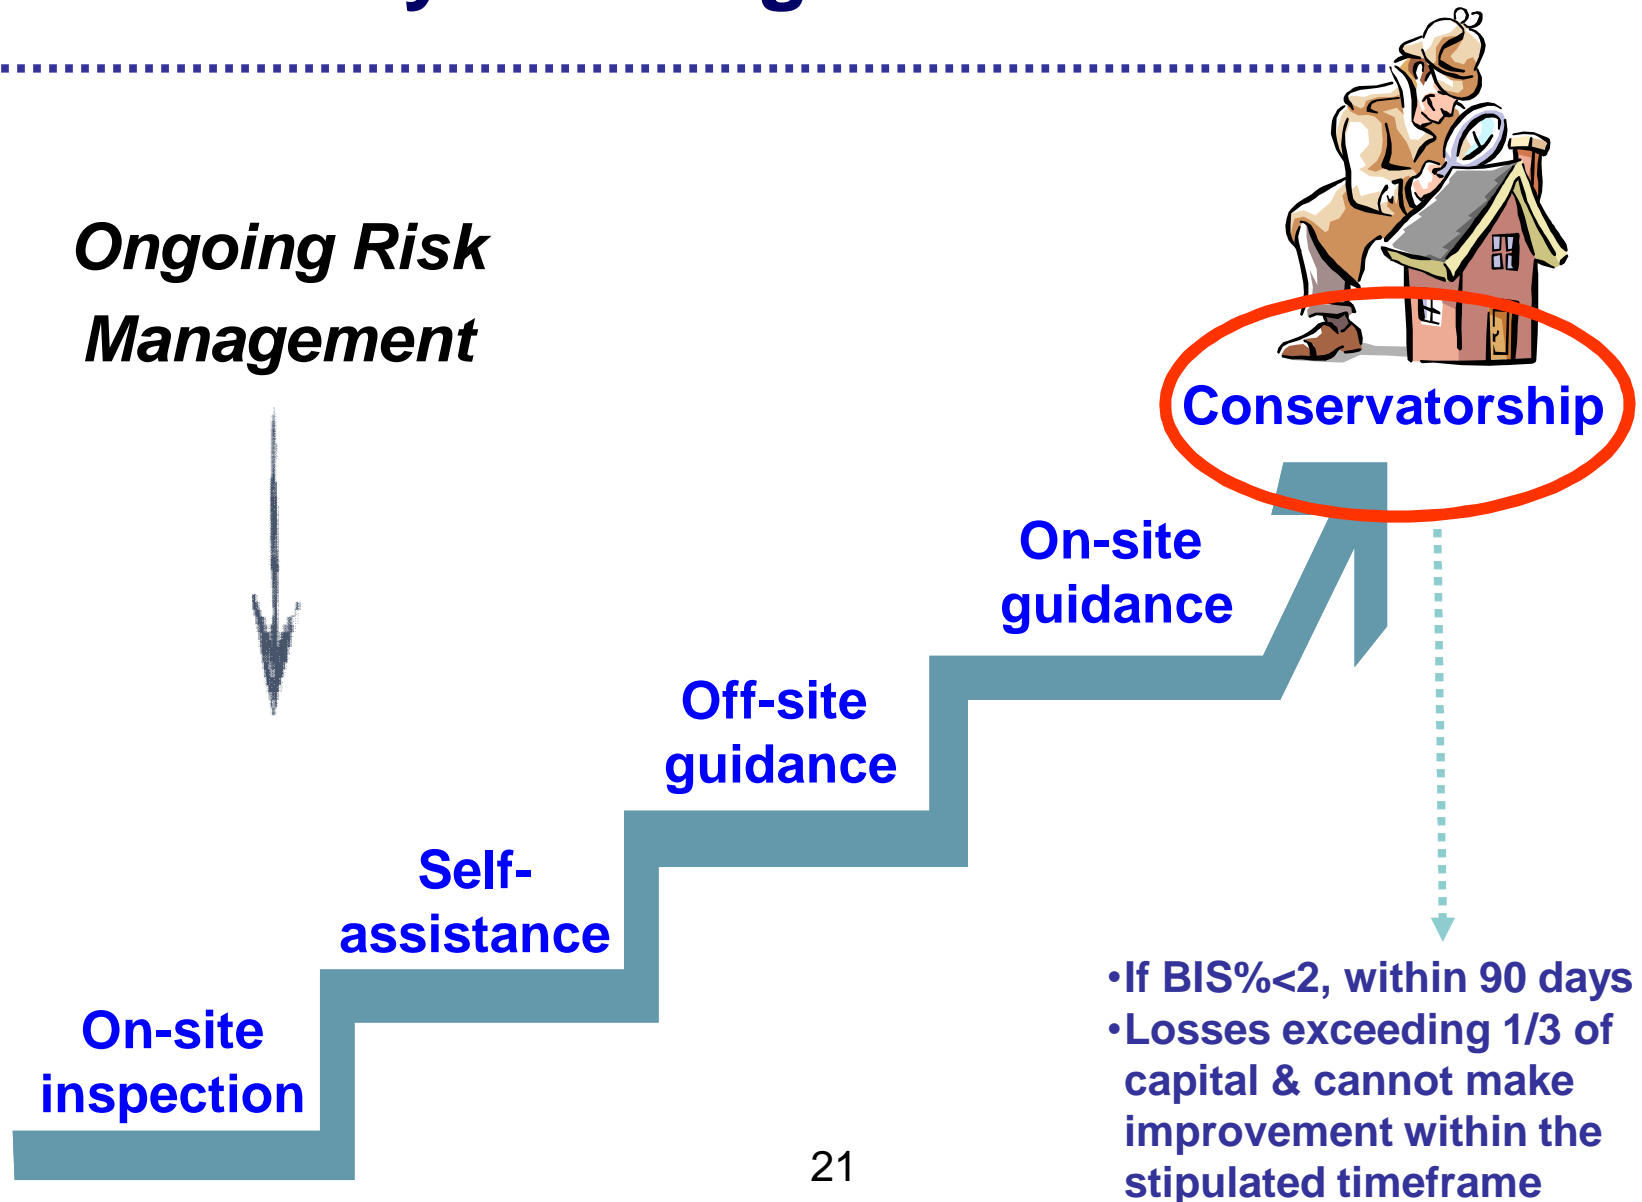 Ongoing Risk
Management
Conservatorship
On-site
guidance
Off-site
guidance
Self-
assistance
On-site
inspection
•If BIS%<2, within 90 days
•Losses exceeding 1/3 of
capital & cannot make
improvement within the
stipulated timeframe
21